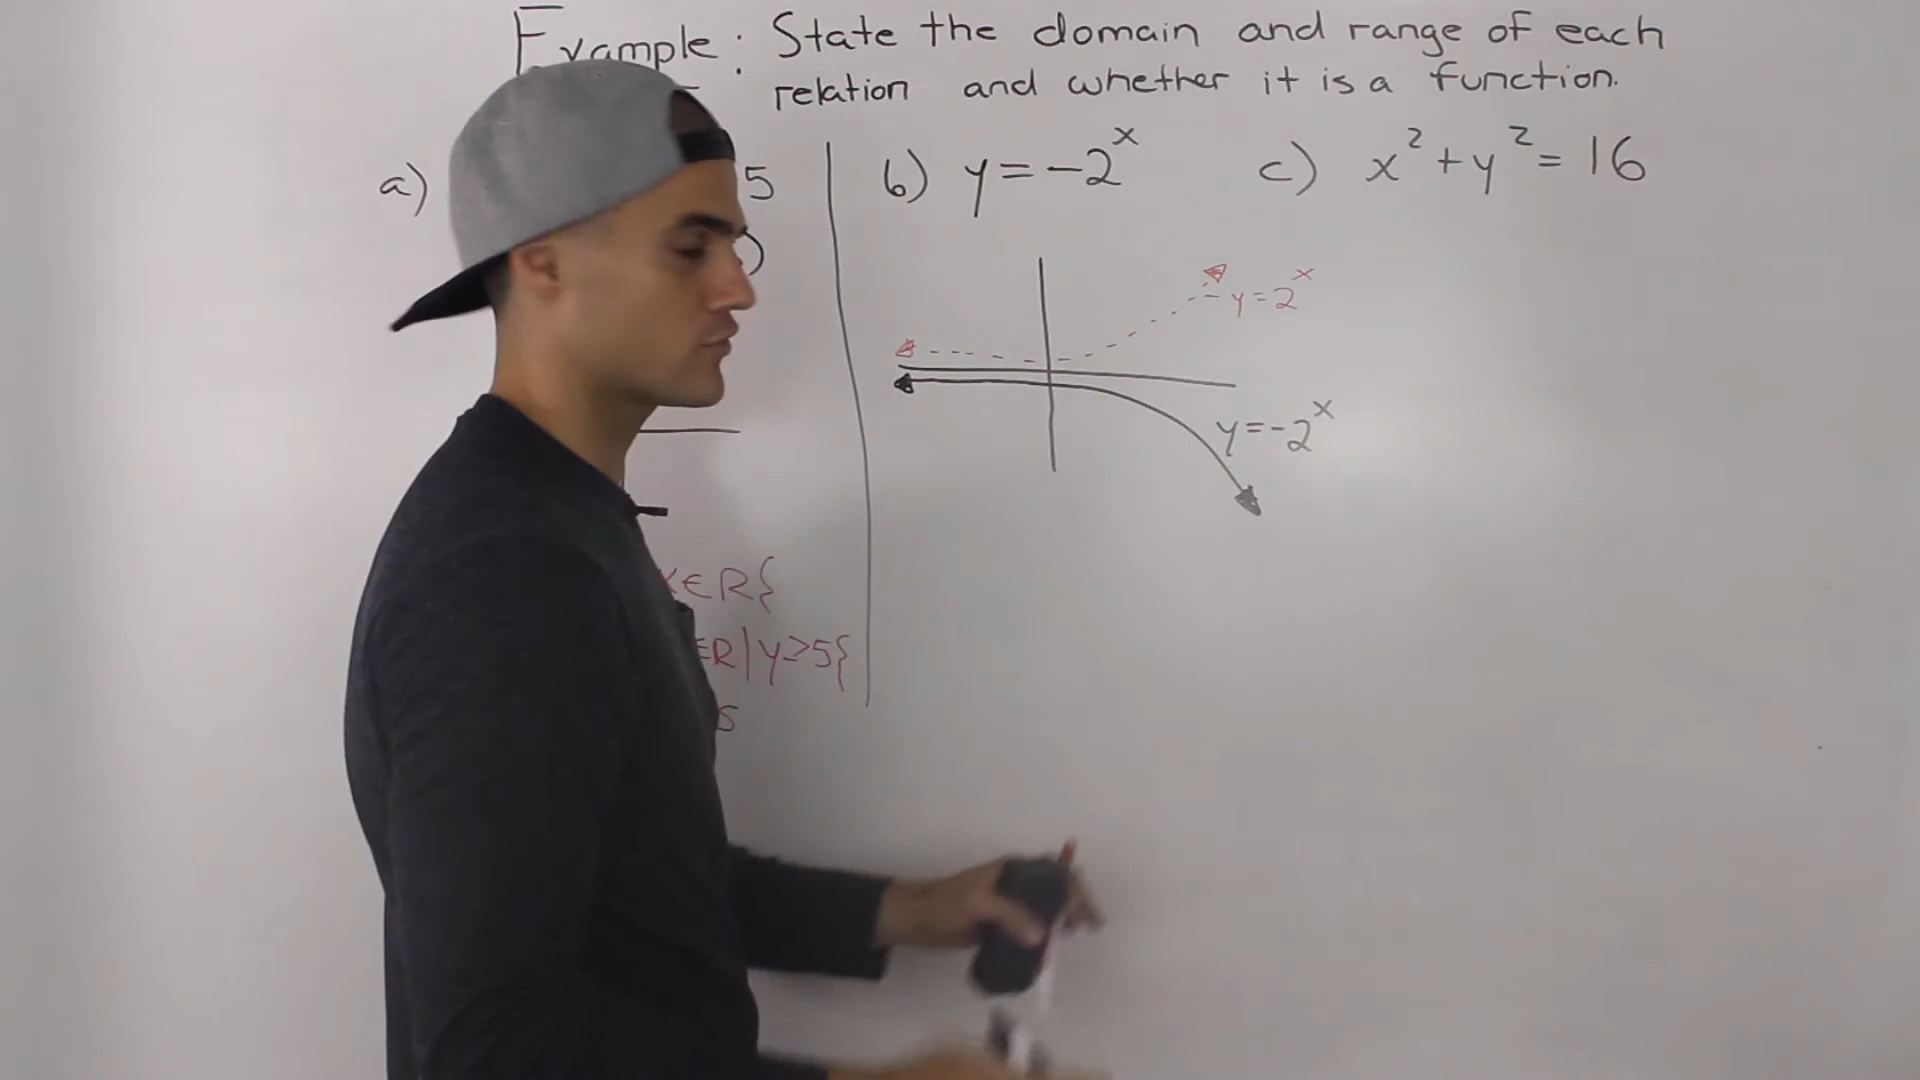 Example: State the domain and range of each
relation and whether it is a function.
a) 5
)
x∈R{
∈R|y≥5{
s
b) y=-2^x
y=2^x
y=-2^x
c) x²+y²=16